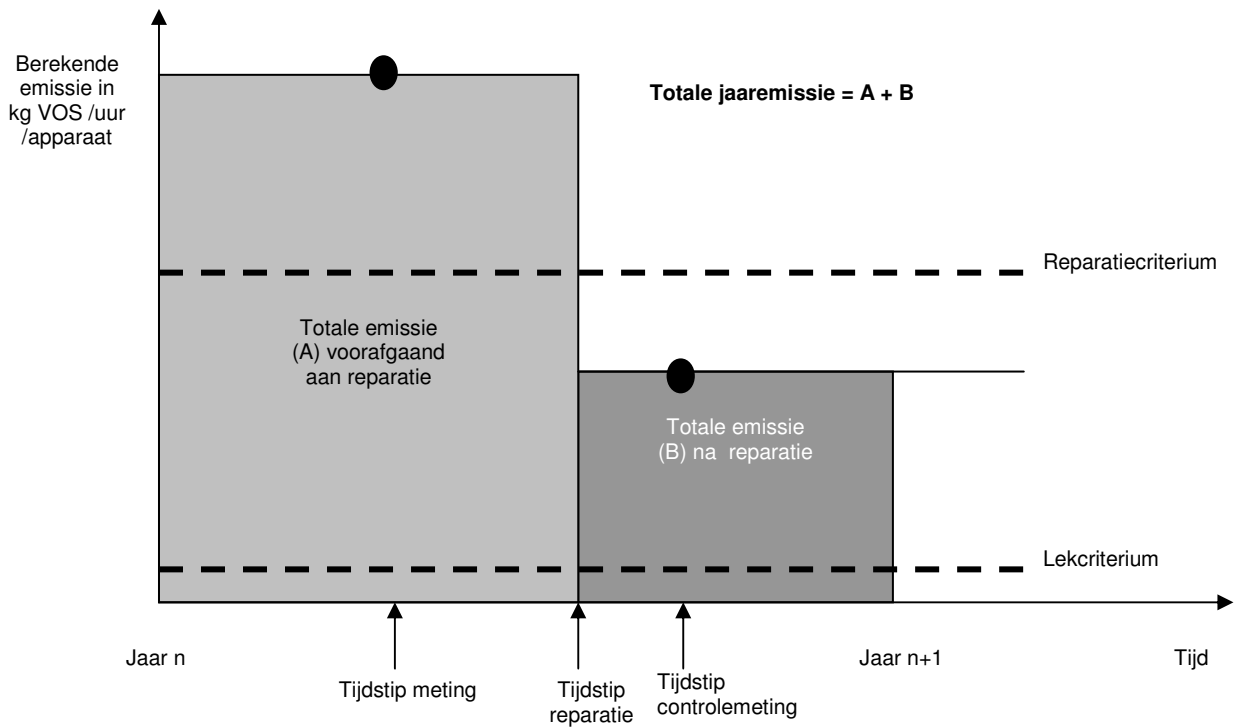 Berekende
emissie in
kg VOS /uur
/apparaat
Totale jaaremissie = A + B
Reparatiecriterium
Totale emissie
(A) voorafgaand
aan reparatie
Totale emissie
(B) na  reparatie
Lekcriterium
Jaar n
Jaar n+1
Tijd
Tijdstip meting
Tijdstip
reparatie
Tijdstip
controlemeting